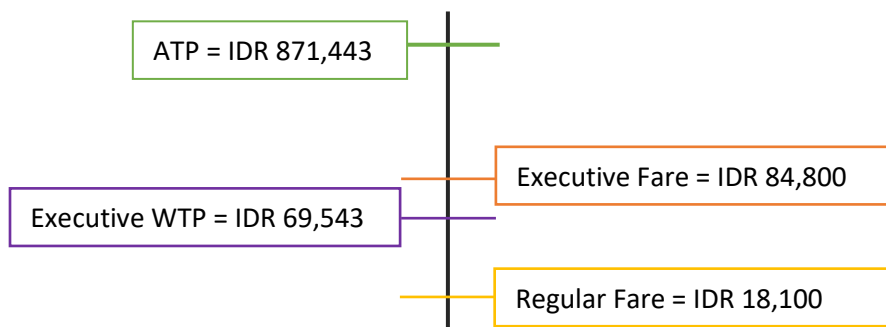 ATP = IDR 871,443
Executive Fare = IDR 84,800
Executive WTP = IDR 69,543
Regular Fare = IDR 18,100